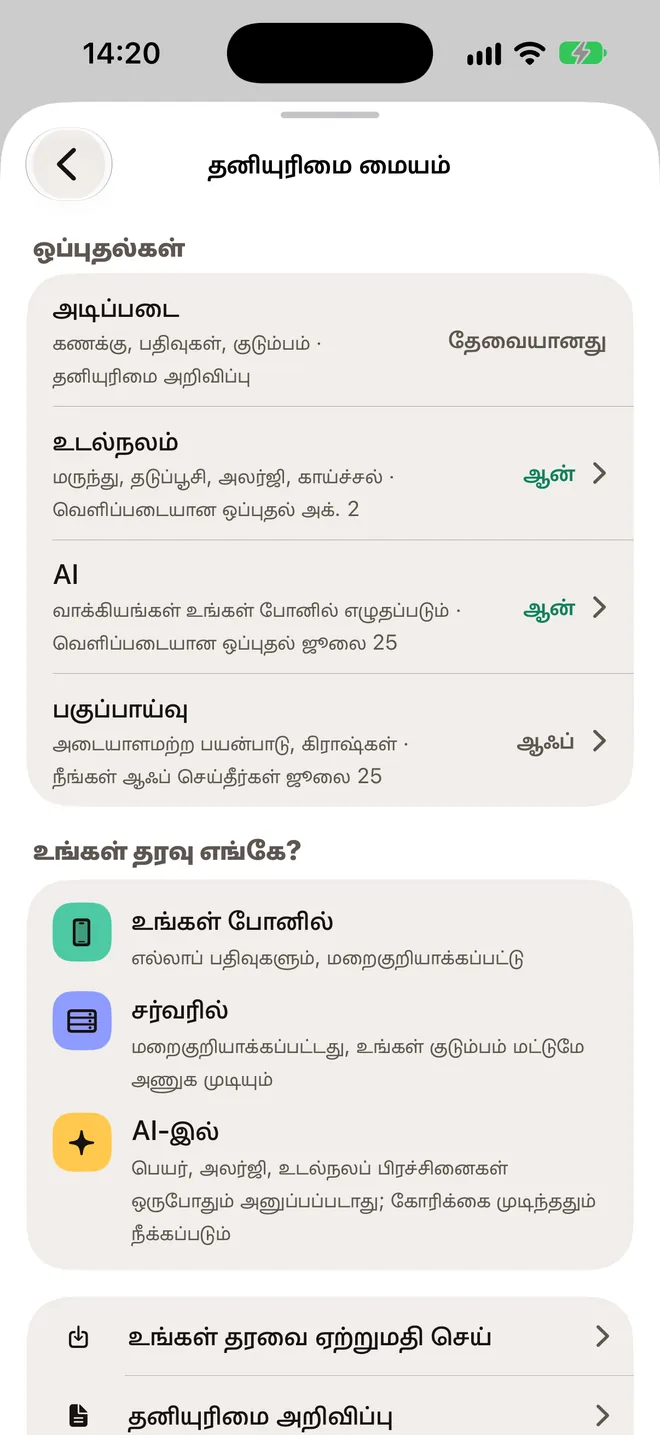 14:20
தனியுரிமை மையம்
ஒப்புதல்கள்
அடிப்படை
கணக்கு, பதிவுகள், குடும்பம் ·
தனியுரிமை அறிவிப்பு
தேவையானது
உடல்நலம்
மருந்து, தடுப்பூசி, அலர்ஜி, காய்ச்சல் ·
வெளிப்படையான ஒப்புதல் அக். 2
ஆன்
AI
வாக்கியங்கள் உங்கள் போனில் எழுதப்படும் ·
வெளிப்படையான ஒப்புதல் ஜூலை 25
ஆன்
பகுப்பாய்வு
அடையாளமற்ற பயன்பாடு, கிராஷ்கள் ·
நீங்கள் ஆஃப் செய்தீர்கள் ஜூலை 25
ஆஃப்
உங்கள் தரவு எங்கே?
உங்கள் போனில்
எல்லாப் பதிவுகளும், மறைகுறியாக்கப்பட்டு
சர்வரில்
மறைகுறியாக்கப்பட்டது, உங்கள் குடும்பம் மட்டுமே
அணுக முடியும்
AI-இல்
பெயர், அலர்ஜி, உடல்நலப் பிரச்சினைகள்
ஒருபோதும் அனுப்பப்படாது; கோரிக்கை முடிந்ததும்
நீக்கப்படும்
உங்கள் தரவை ஏற்றுமதி செய்
தனியுரிமை அறிவிப்பு